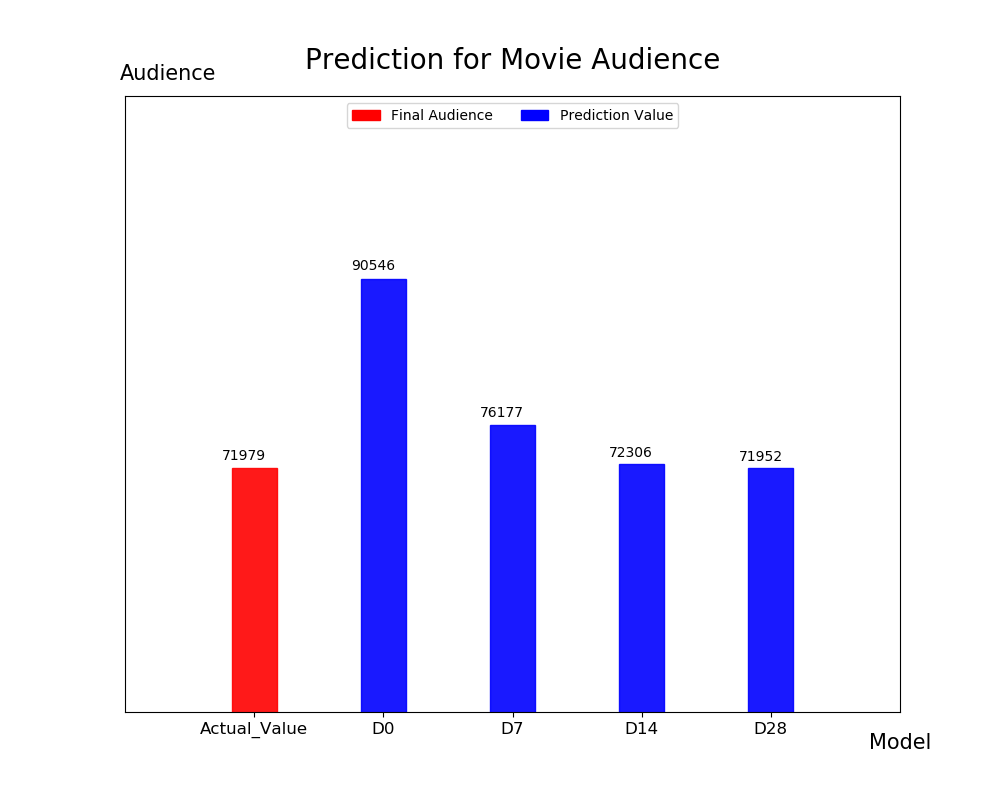 Prediction for Movie Audience
Audience
Final Audience Prediction Value
90546
76177
72306
71979
71952
Actual_Value D0 D7 D14 D28
Model